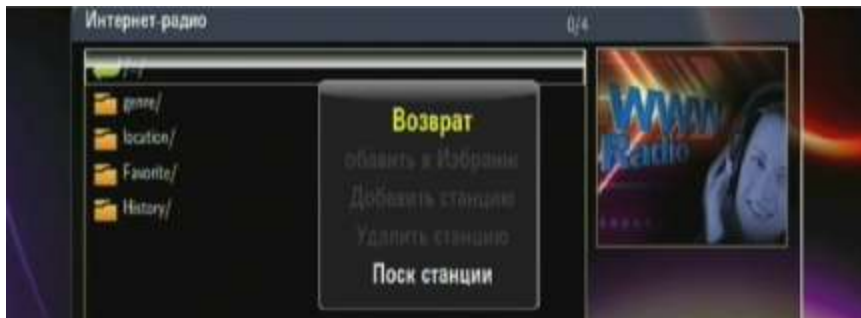 Интернет-радио
0/4
/../
genre/
location/
Favorite/
History/
Возврат
обавить в Избранн
Добавить станцию
Удалить станцию
Поск станции
WWW
Radio